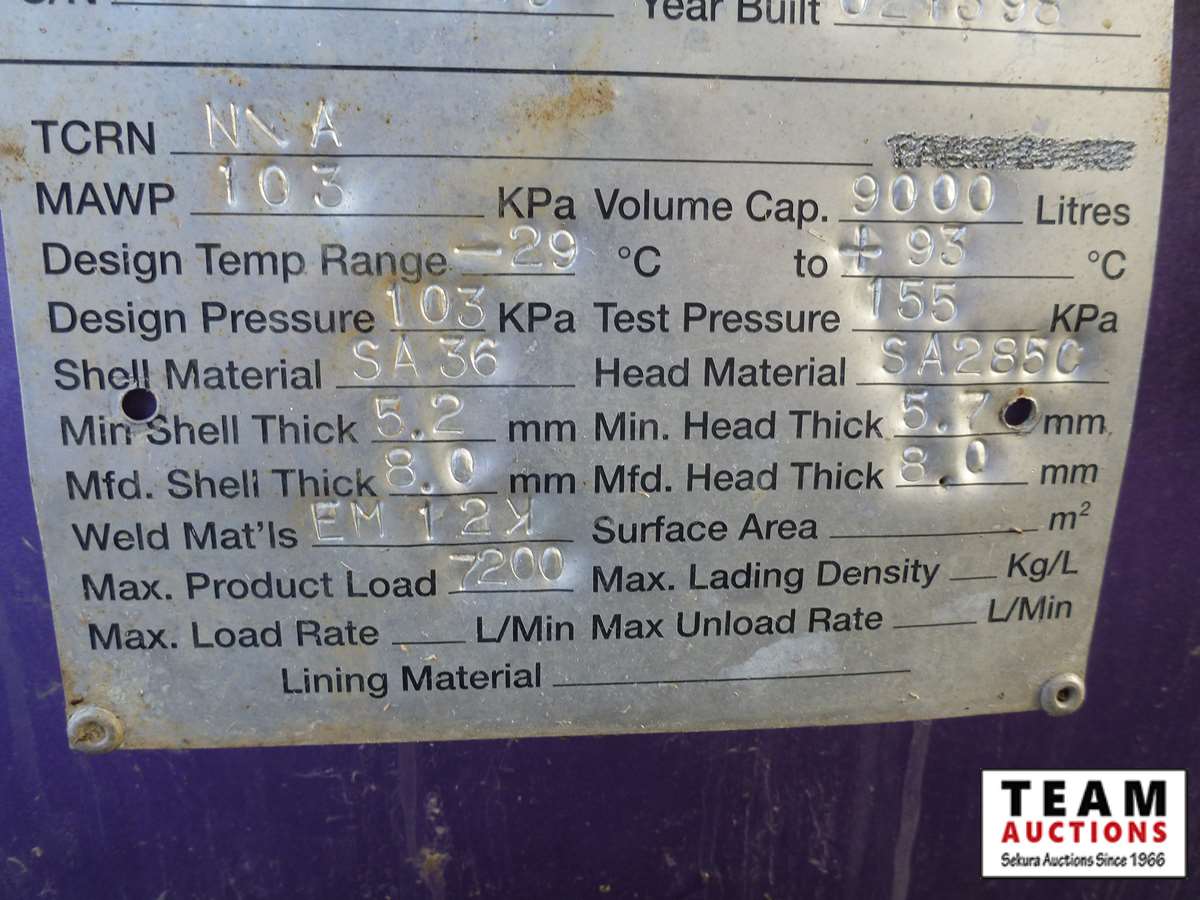 Year Built 021598
TCRN N\A
MAWP 103 KPa Volume Cap. 9000 Litres
Design Temp Range -29 °C to +93 °C
Design Pressure 103 KPa Test Pressure 155 KPa
Shell Material SA36 Head Material SA285C
Min Shell Thick 5.2 mm Min. Head Thick 5.7 mm
Mfd. Shell Thick 8.0 mm Mfd. Head Thick 8.0 mm
Weld Mat'ls EM12K Surface Area m²
Max. Product Load 7200 Max. Lading Density Kg/L
Max. Load Rate L/Min Max Unload Rate L/Min
Lining Material
TEAM
AUCTIONS
Sekura Auctions Since 1966